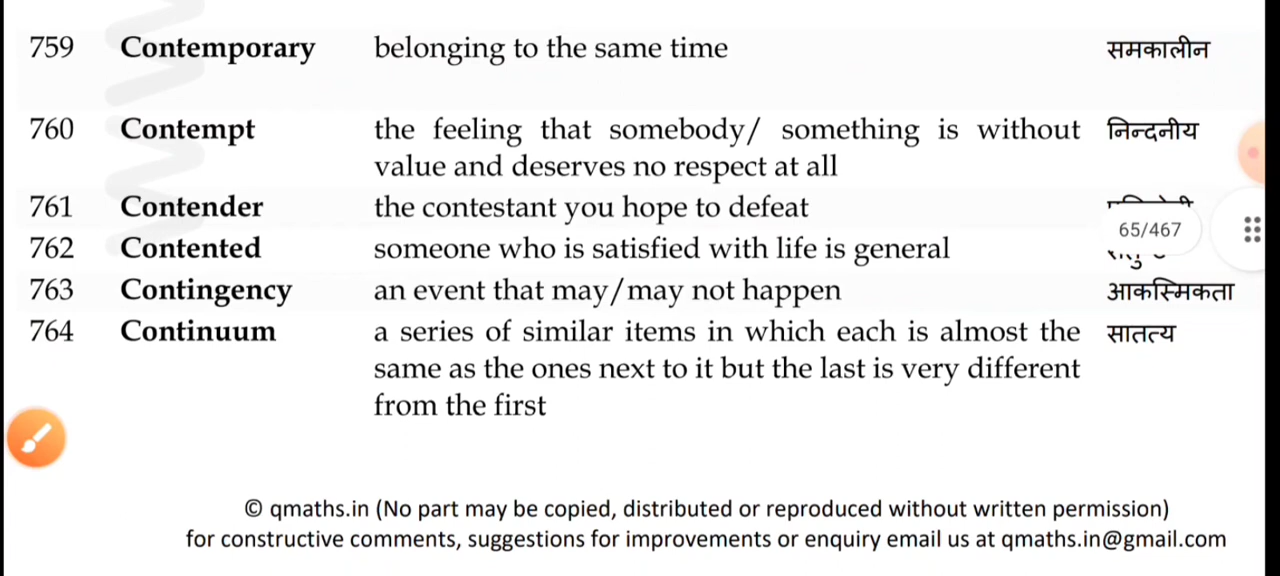 759 Contemporary belonging to the same time समकालीन
760 Contempt the feeling that somebody/ something is without निन्दनीय
value and deserves no respect at all
761 Contender the contestant you hope to defeat
65/467
762 Contented someone who is satisfied with life is general
763 Contingency an event that may/may not happen आकस्मिकता
764 Continuum a series of similar items in which each is almost the सातत्य
same as the ones next to it but the last is very different
from the first
© qmaths.in (No part may be copied, distributed or reproduced without written permission)
for constructive comments, suggestions for improvements or enquiry email us at qmaths.in@gmail.com